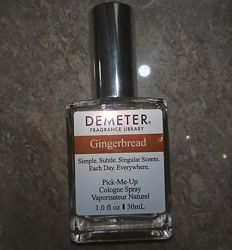 DEMETER®
FRAGRANCE LIBRARY
Gingerbread
Simple. Subtle. Singular Scents.
Each Day. Everywhere.
Pick-Me-Up
Cologne Spray
Vaporisateur Naturel
1.0 fl oz 30mL